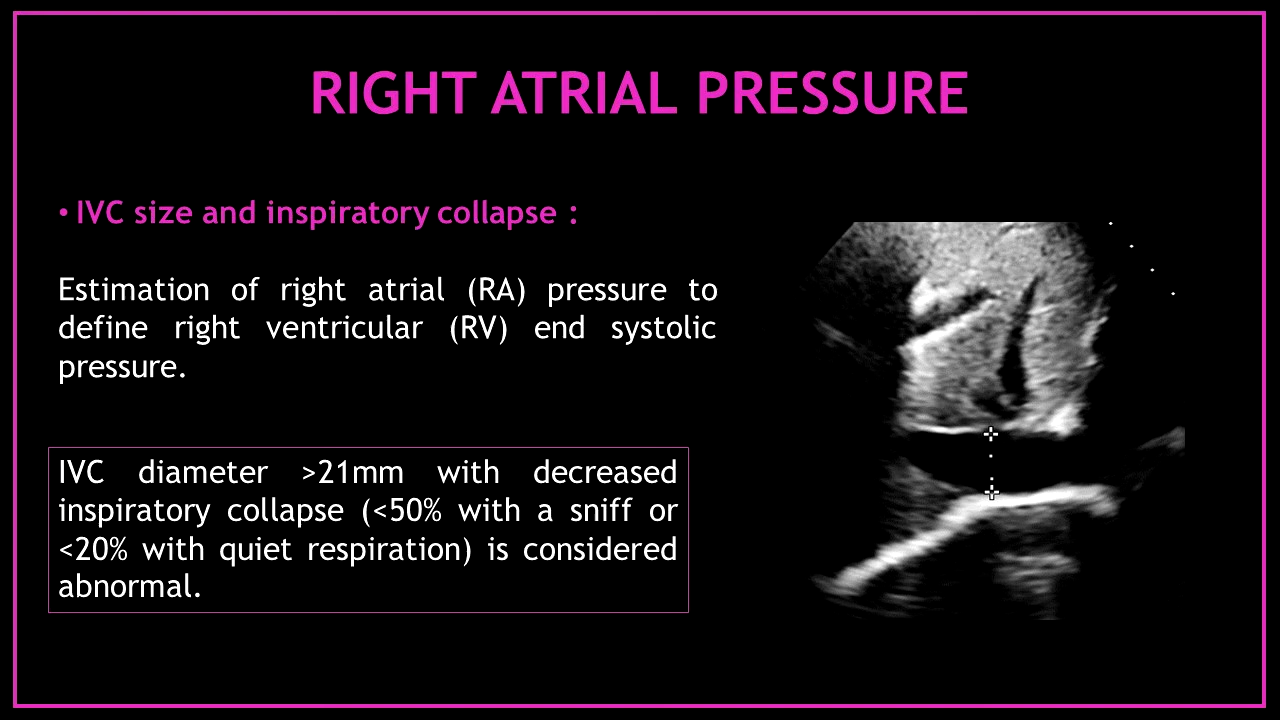 RIGHT ATRIAL PRESSURE
• IVC size and inspiratory collapse :
Estimation of right atrial (RA) pressure to
define right ventricular (RV) end systolic
pressure.
IVC diameter >21mm with decreased
inspiratory collapse (<50% with a sniff or
<20% with quiet respiration) is considered
abnormal.